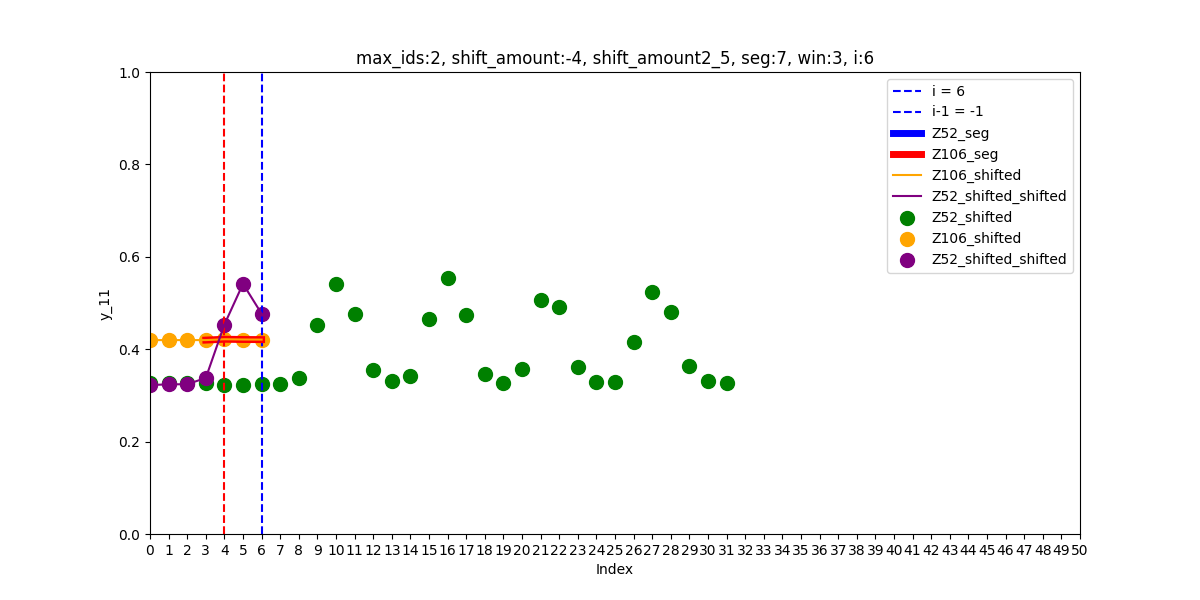 max_ids:2, shift_amount:-4, shift_amount2_5, seg:7, win:3, i:6
1.0
0.8
0.6
0.4
0.2
0.0
y_11
i = 6
i-1 = -1
Z52_seg
Z106_seg
Z106_shifted
Z52_shifted_shifted
Z52_shifted
Z106_shifted
Z52_shifted_shifted
0 1 2 3 4 5 6 7 8 9 10 11 12 13 14 15 16 17 18 19 20 21 22 23 24 25 26 27 28 29 30 31 32 33 34 35 36 37 38 39 40 41 42 43 44 45 46 47 48 49 50
Index